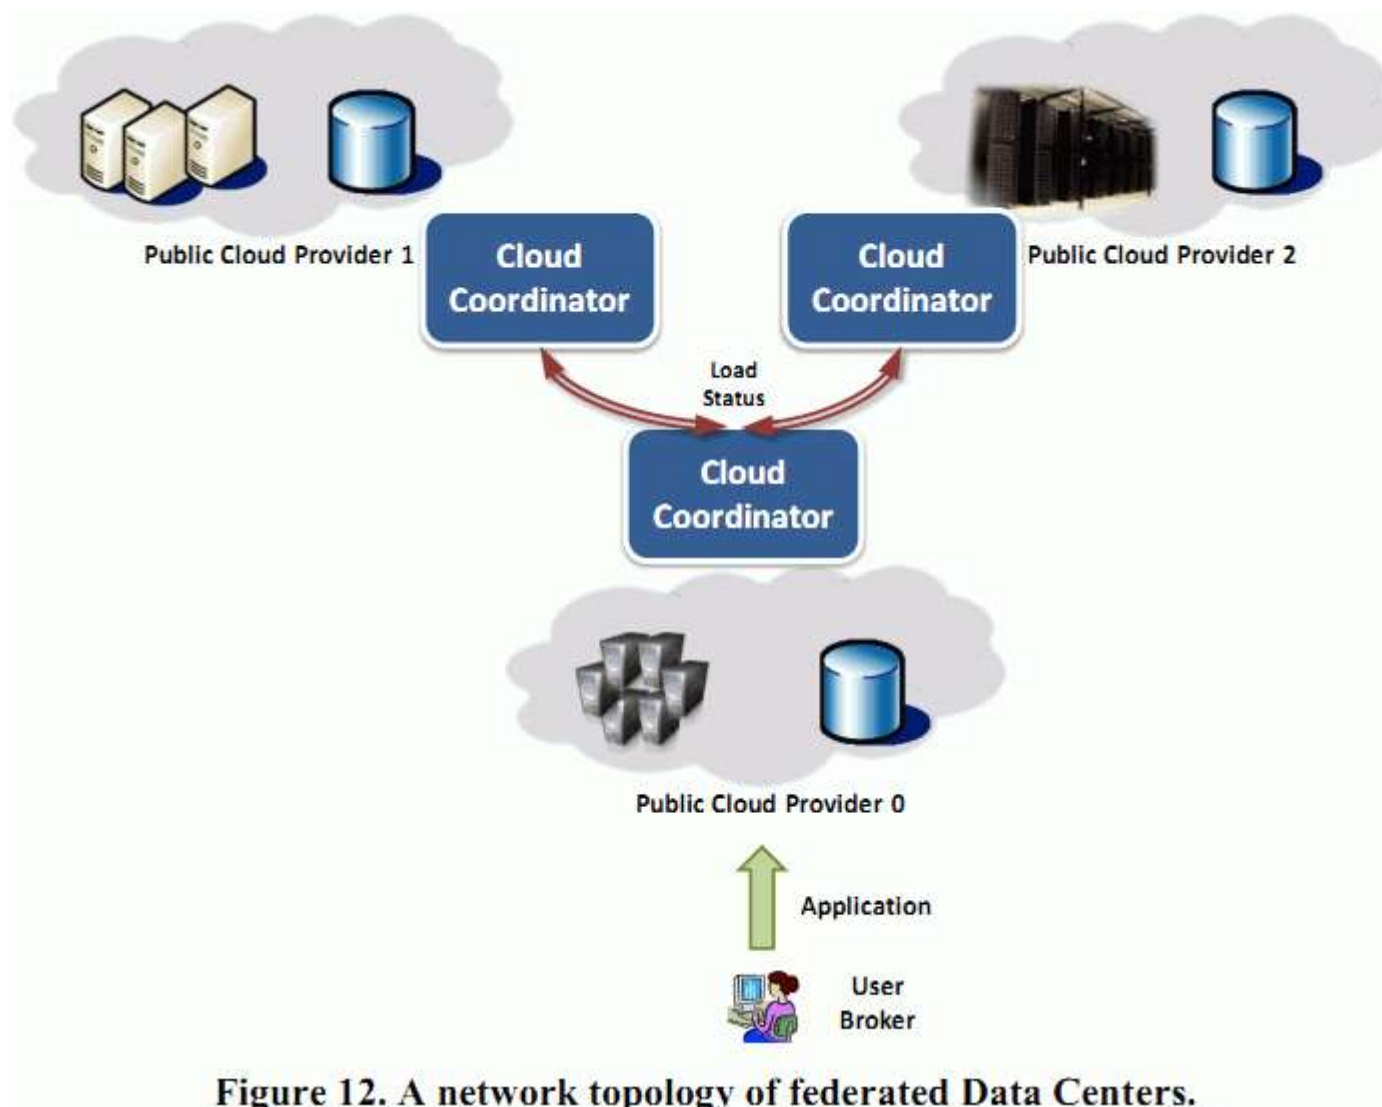 Public Cloud Provider 1
Cloud
Coordinator
Cloud
Coordinator
Public Cloud Provider 2
Load
Status
Cloud
Coordinator
Public Cloud Provider 0
Application
User
Broker
Figure 12. A network topology of federated Data Centers.